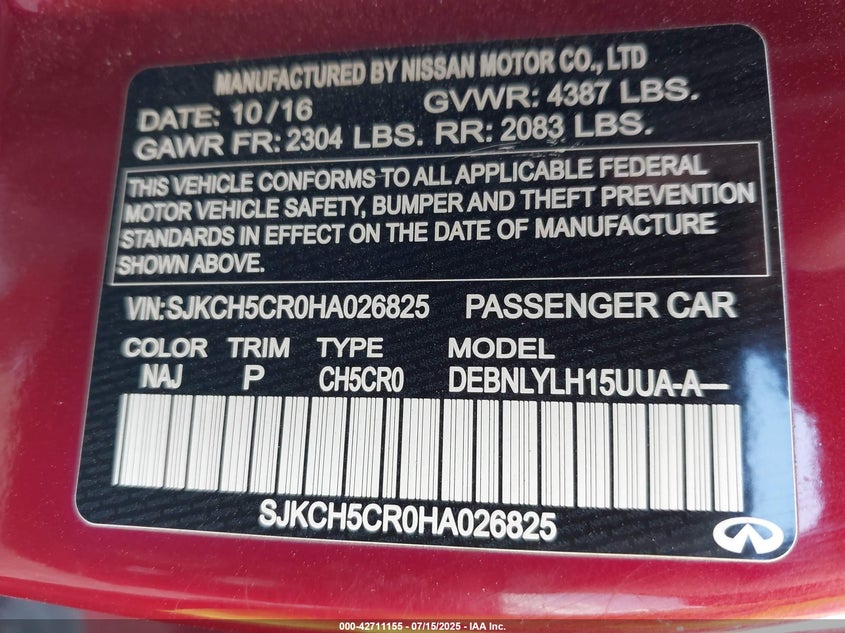 MANUFACTURED BY NISSAN MOTOR CO., LTD
DATE: 10/16 GVWR: 4387 LBS.
GAWR FR: 2304 LBS. RR: 2083 LBS.
THIS VEHICLE CONFORMS TO ALL APPLICABLE FEDERAL
MOTOR VEHICLE SAFETY, BUMPER AND THEFT PREVENTION
STANDARDS IN EFFECT ON THE DATE OF MANUFACTURE
SHOWN ABOVE.
VIN:SJKCH5CR0HA026825 PASSENGER CAR
COLOR TRIM TYPE MODEL
NAJ P CH5CR0 DEBNLYLH15UUA-A—
SJKCH5CR0HA026825
000-42711155 - 07/15/2025 - IAA Inc.